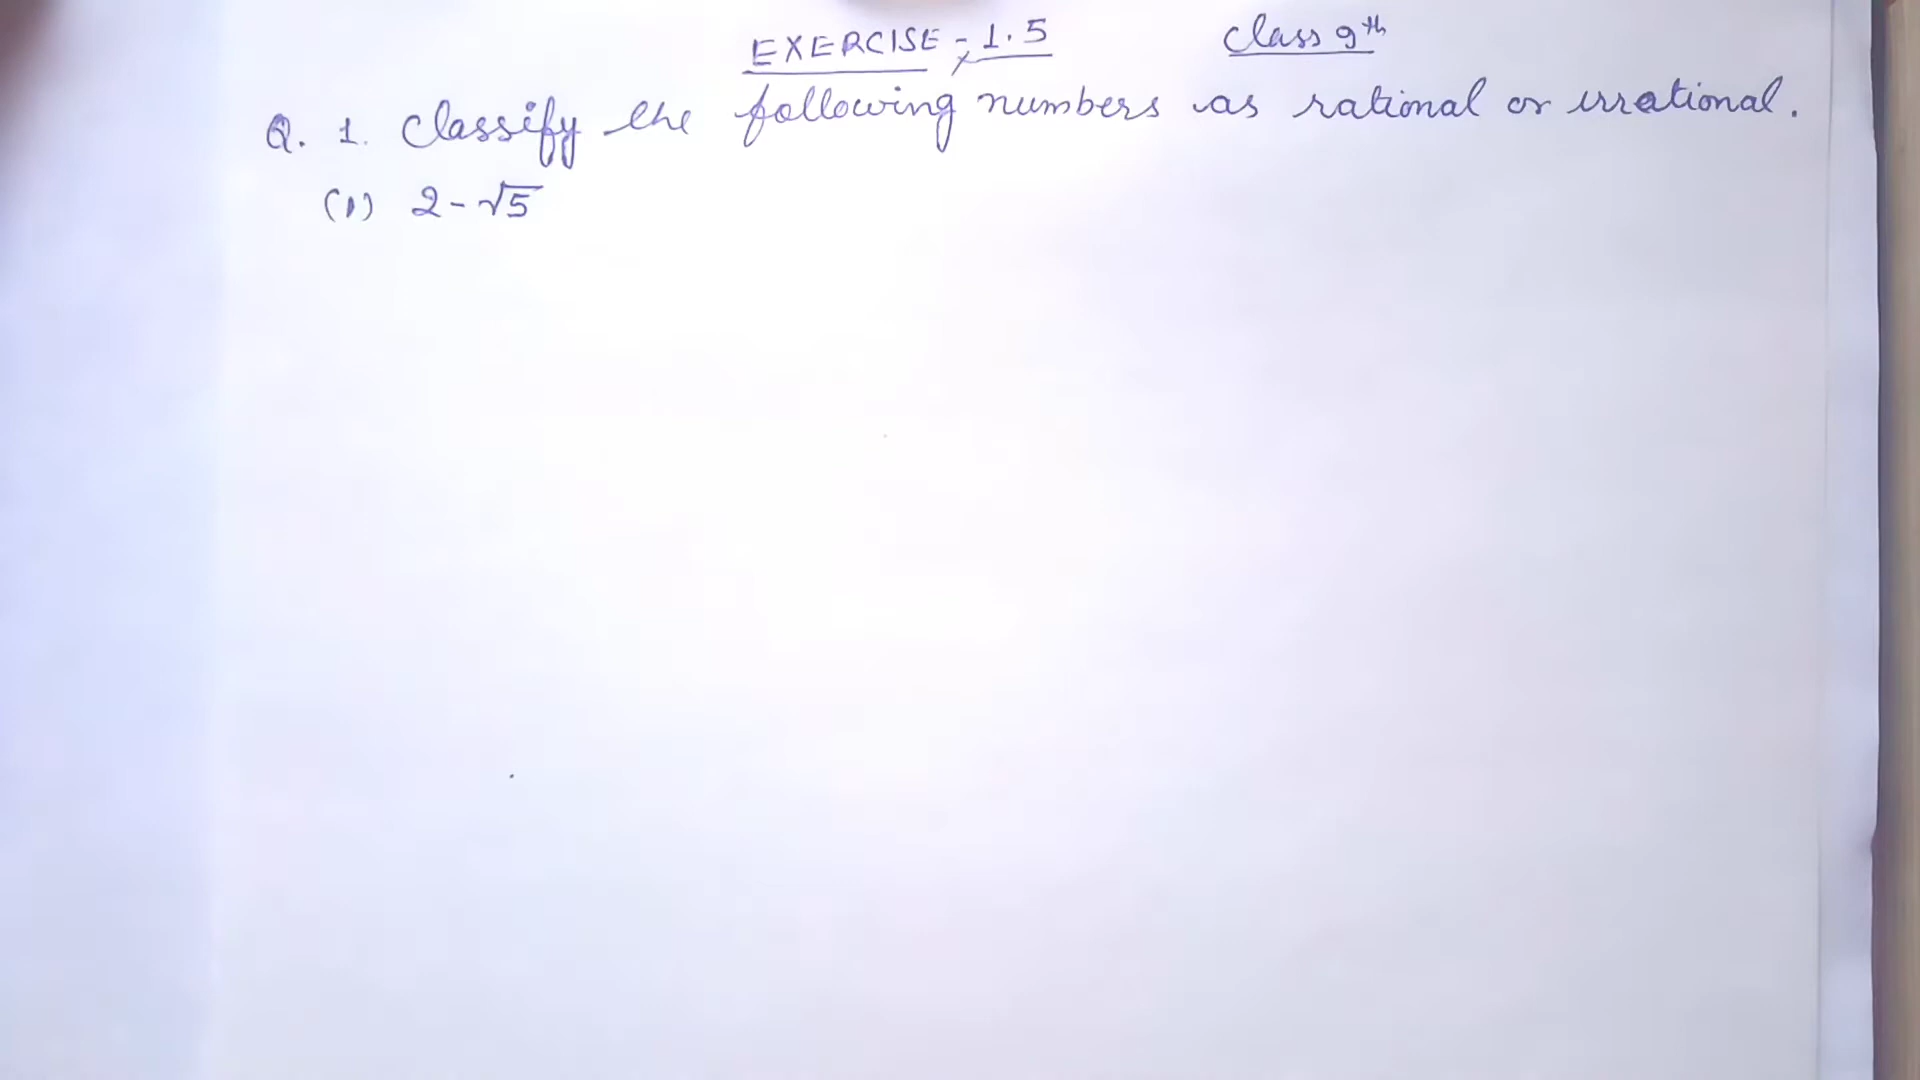 EXERCISE - 1.5 Class 9th
Q. 1. Classify the following numbers as rational or irrational.
(i) 2-√5